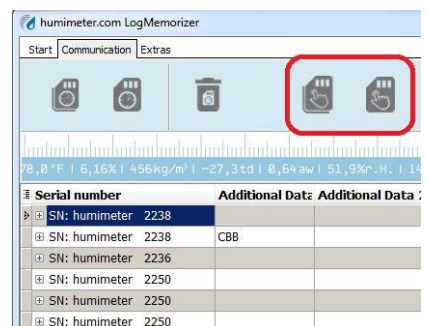 humimeter.com LogMemorizer
Start Communication Extras
78,0°F I 6,16% I 456kg/m³ I -27,3td I 0,64aw I 51,9%r.H. I 14
Serial number Additional Data Additional Data 2
SN: humimeter 2238
SN: humimeter 2238 CBB
SN: humimeter 2236
SN: humimeter 2250
SN: humimeter 2250
SN: humimeter 2250